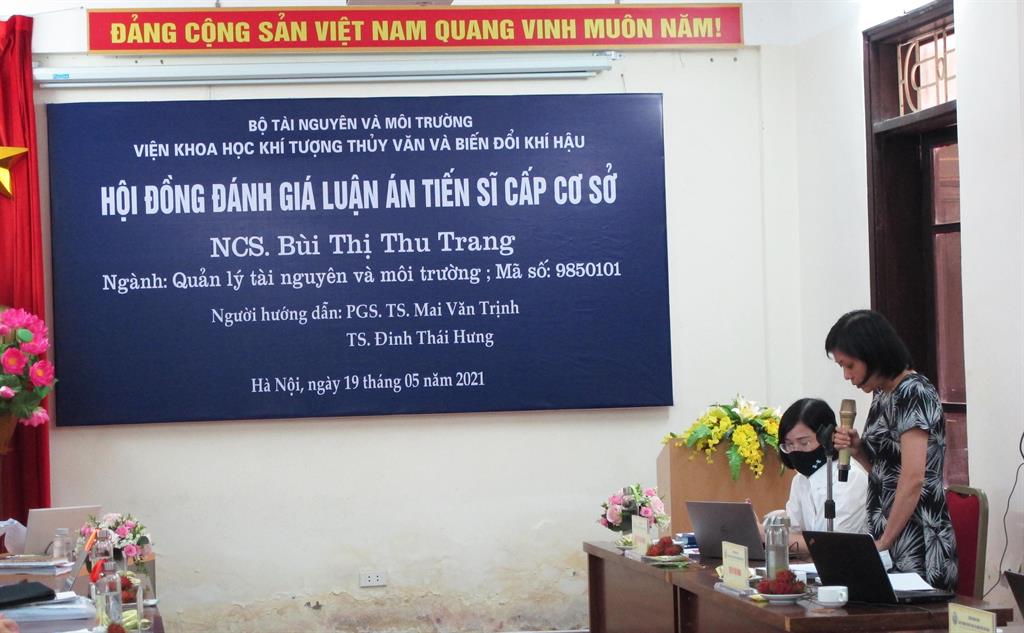 ĐẢNG CỘNG SẢN VIỆT NAM QUANG VINH MUÔN NĂM!
BỘ TÀI NGUYÊN VÀ MÔI TRƯỜNG
VIỆN KHOA HỌC KHÍ TƯỢNG THỦY VĂN VÀ BIẾN ĐỔI KHÍ HẬU
HỘI ĐỒNG ĐÁNH GIÁ LUẬN ÁN TIẾN SĨ CẤP CƠ SỞ
NCS. Bùi Thị Thu Trang
Ngành: Quản lý tài nguyên và môi trường ; Mã số: 9850101
Người hướng dẫn: PGS. TS. Mai Văn Trịnh
TS. Đinh Thái Hưng
Hà Nội, ngày 19 tháng 05 năm 2021